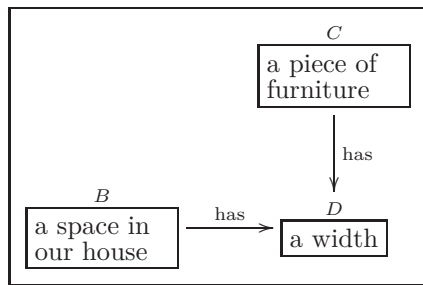 C
a piece of
furniture
has
B
has
D
a space in
our house
a width